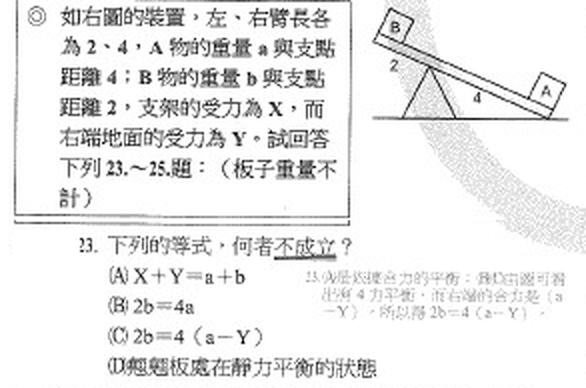 ◎ 如右圖的裝置，左、右臂長各
為 2、4，A 物的重量 a 與支點
距離 4；B 物的重量 b 與支點
距離 2，支架的受力為 X，而
右端地面的受力為 Y。試回答
下列 23.～25.題：（板子重量不
計）
B
2
4
A
23. 下列的等式，何者不成立？
(A) X＋Y＝a＋b
(B) 2b＝4a
(C) 2b＝4（a－Y）
(D)翹翹板處在靜力平衡的狀態
23.(A)是依據合力的平衡；(B)(C)由圖可看
出有 4 力平衡，而右端的合力是（a
－Y），所以得 2b＝4（a－Y）。